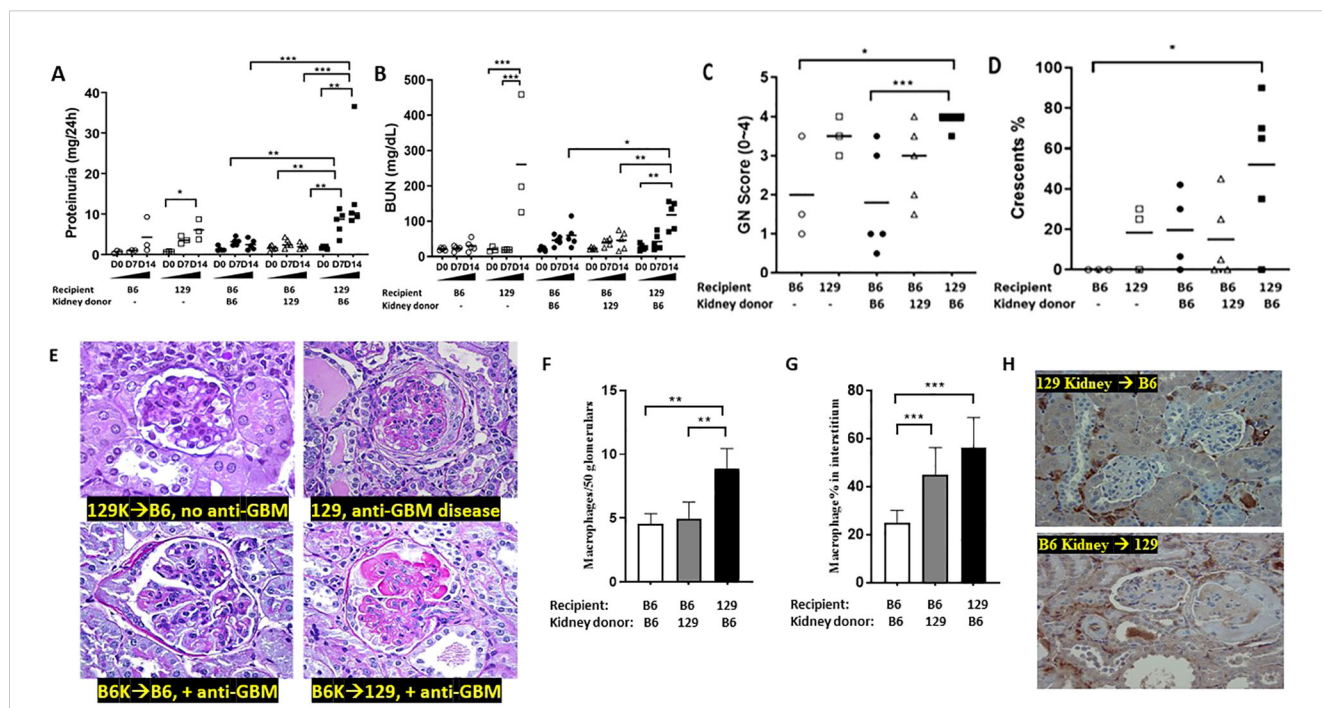 A
Proteinuria (mg/24h)
40
30
20
10
0
***
***
**
**
**
**
*
D0 D7D14 D0 D7D14 D0 D7D14 D0 D7D14 D0 D7D14
Recipient B6 129 B6 B6 129
Kidney donor - - B6 129 B6
B
BUN (mg/dL)
500
400
300
200
100
0
***
***
*
**
**
D0 D7D14 D0 D7D14 D0 D7D14 D0 D7D14 D0 D7D14
Recipient B6 129 B6 B6 129
Kidney donor - - B6 129 B6
C
GN Score (0~4)
5
4
3
2
1
0
*
***
Recipient B6 129 B6 B6 129
Kidney donor - - B6 129 B6
D
Crescents %
100
80
60
40
20
0
*
Recipient B6 129 B6 B6 129
Kidney donor - - B6 129 B6
E
129K→B6, no anti-GBM
129, anti-GBM disease
B6K→B6, + anti-GBM
B6K→129, + anti-GBM
F
Macrophages/50 glomerulars
15
10
5
0
**
**
Recipient: B6 B6 129
Kidney donor: B6 129 B6
G
Macrophage % in interstitium
80
60
40
20
0
***
***
Recipient: B6 B6 129
Kidney donor: B6 129 B6
H
129 Kidney → B6
B6 Kidney → 129